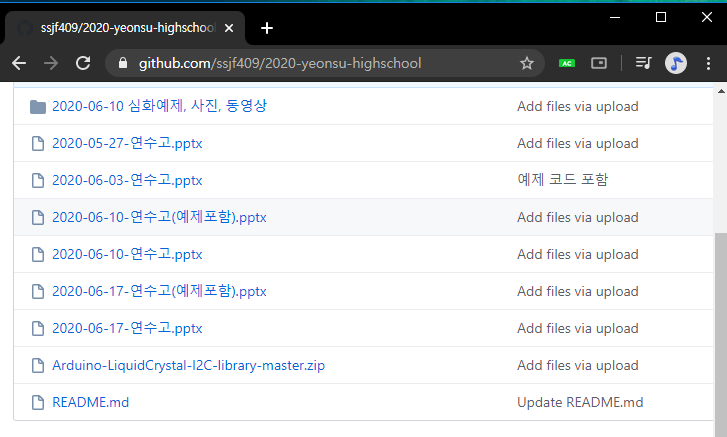 ssjf409/2020-yeonsu-highschool
github.com/ssjf409/2020-yeonsu-highschool
AC
2020-06-10 심화예제, 사진, 동영상 Add files via upload
2020-05-27-연수고.pptx Add files via upload
2020-06-03-연수고.pptx 예제 코드 포함
2020-06-10-연수고(예제포함).pptx Add files via upload
2020-06-10-연수고.pptx Add files via upload
2020-06-17-연수고(예제포함).pptx Add files via upload
2020-06-17-연수고.pptx Add files via upload
Arduino-LiquidCrystal-I2C-library-master.zip Add files via upload
README.md Update README.md